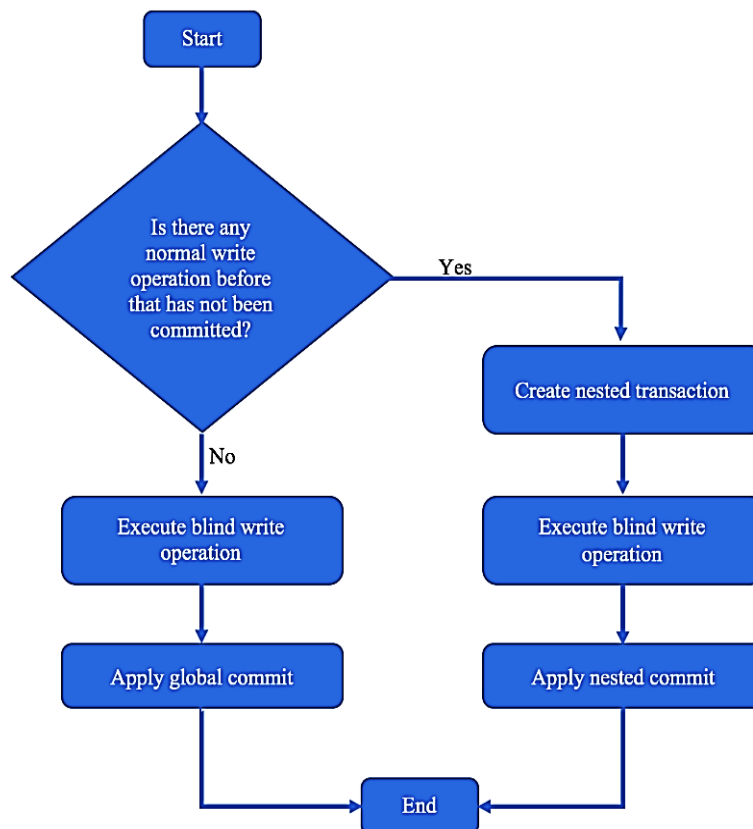 Start
Is there any
normal write
operation before
that has not been
committed?
Yes
No
Create nested transaction
Execute blind write
operation
Execute blind write
operation
Apply global commit
Apply nested commit
End